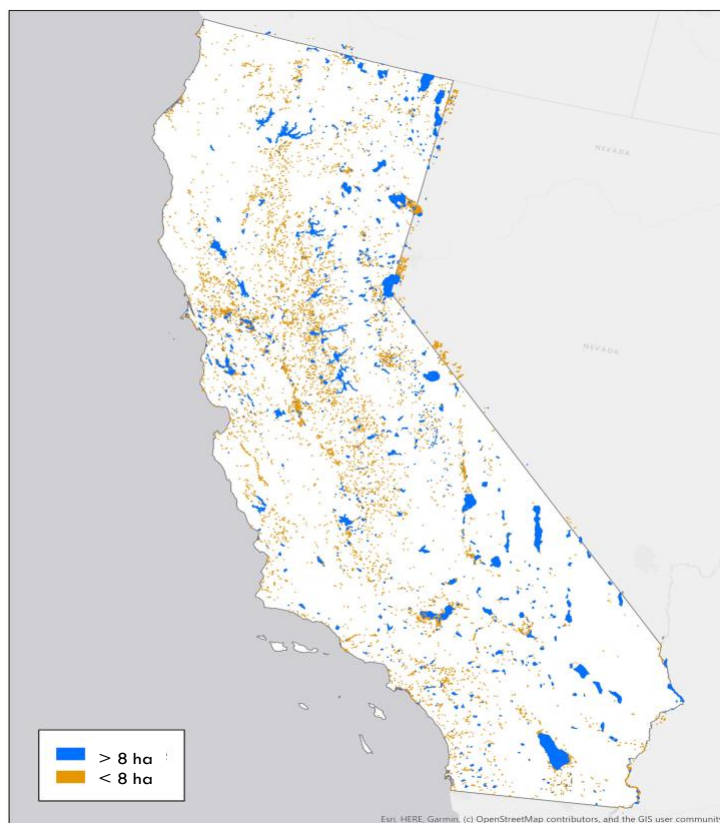 NEVADA
NEVADA
> 8 ha
< 8 ha
Esri, HERE, Garmin, (c) OpenStreetMap contributors, and the GIS user community